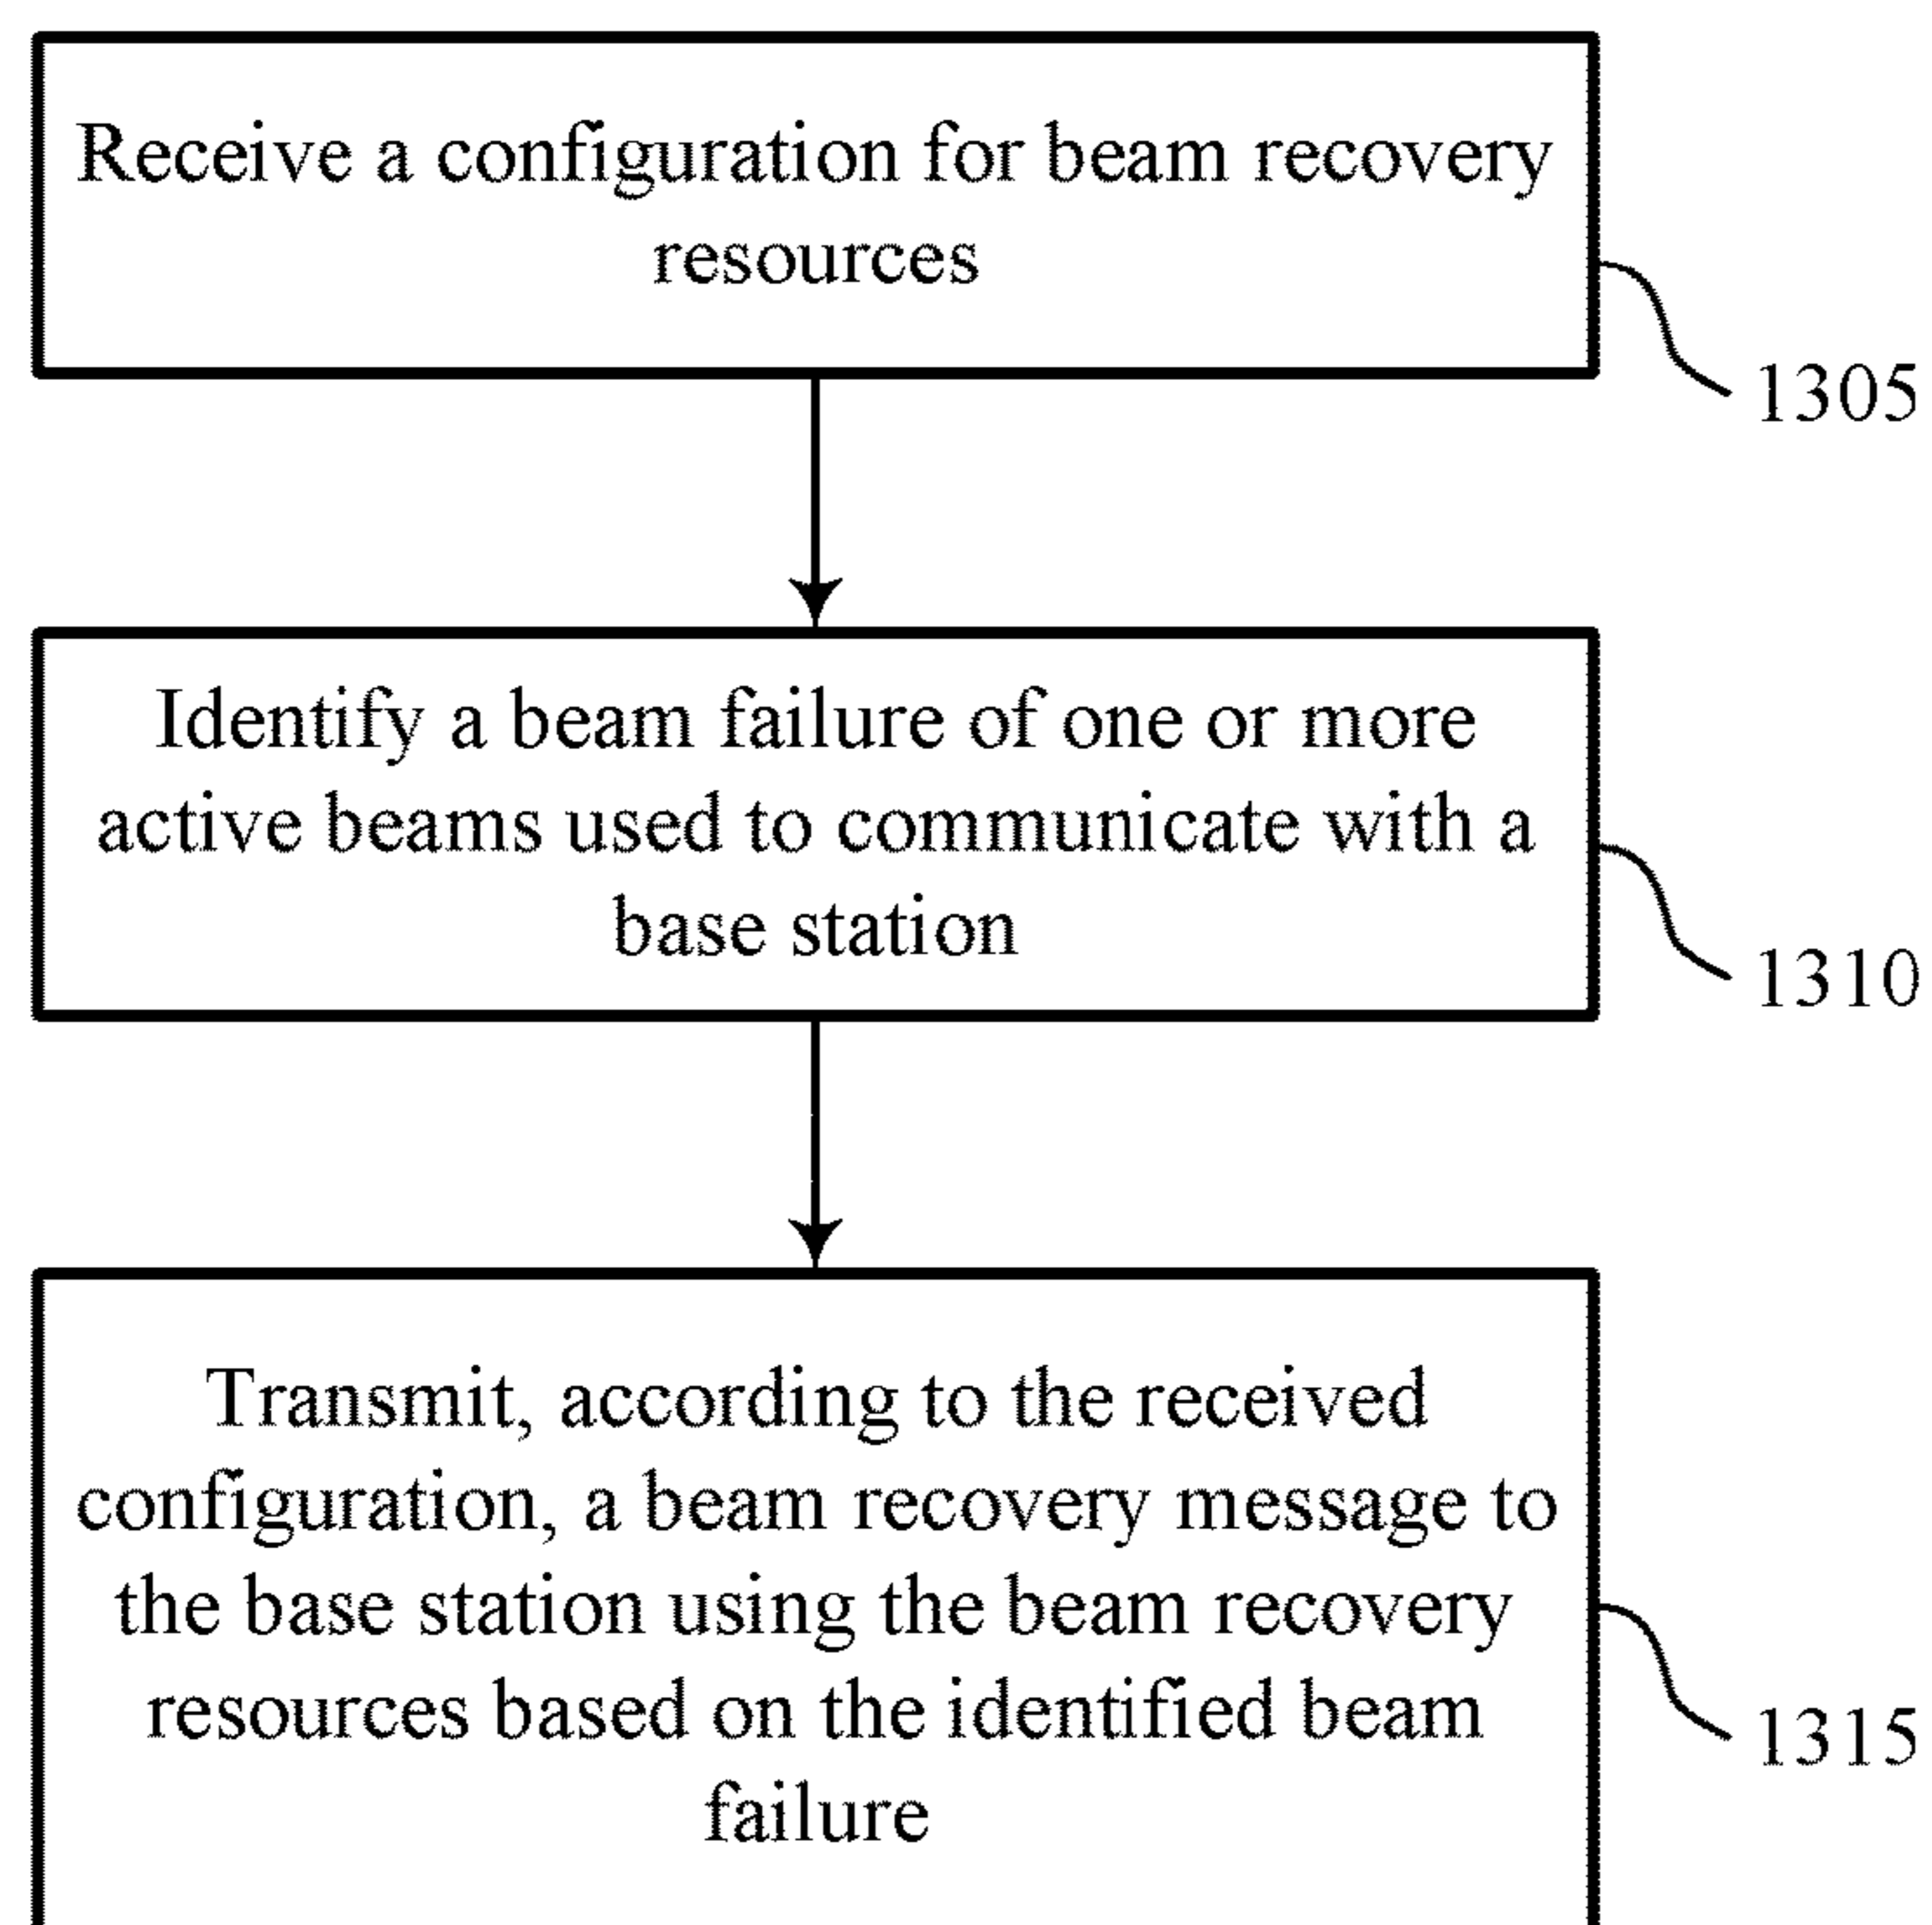 Receive a configuration for beam recovery
resources
1305
Identify a beam failure of one or more
active beams used to communicate with a
base station
1310
Transmit, according to the received
configuration, a beam recovery message to
the base station using the beam recovery
resources based on the identified beam
failure
1315